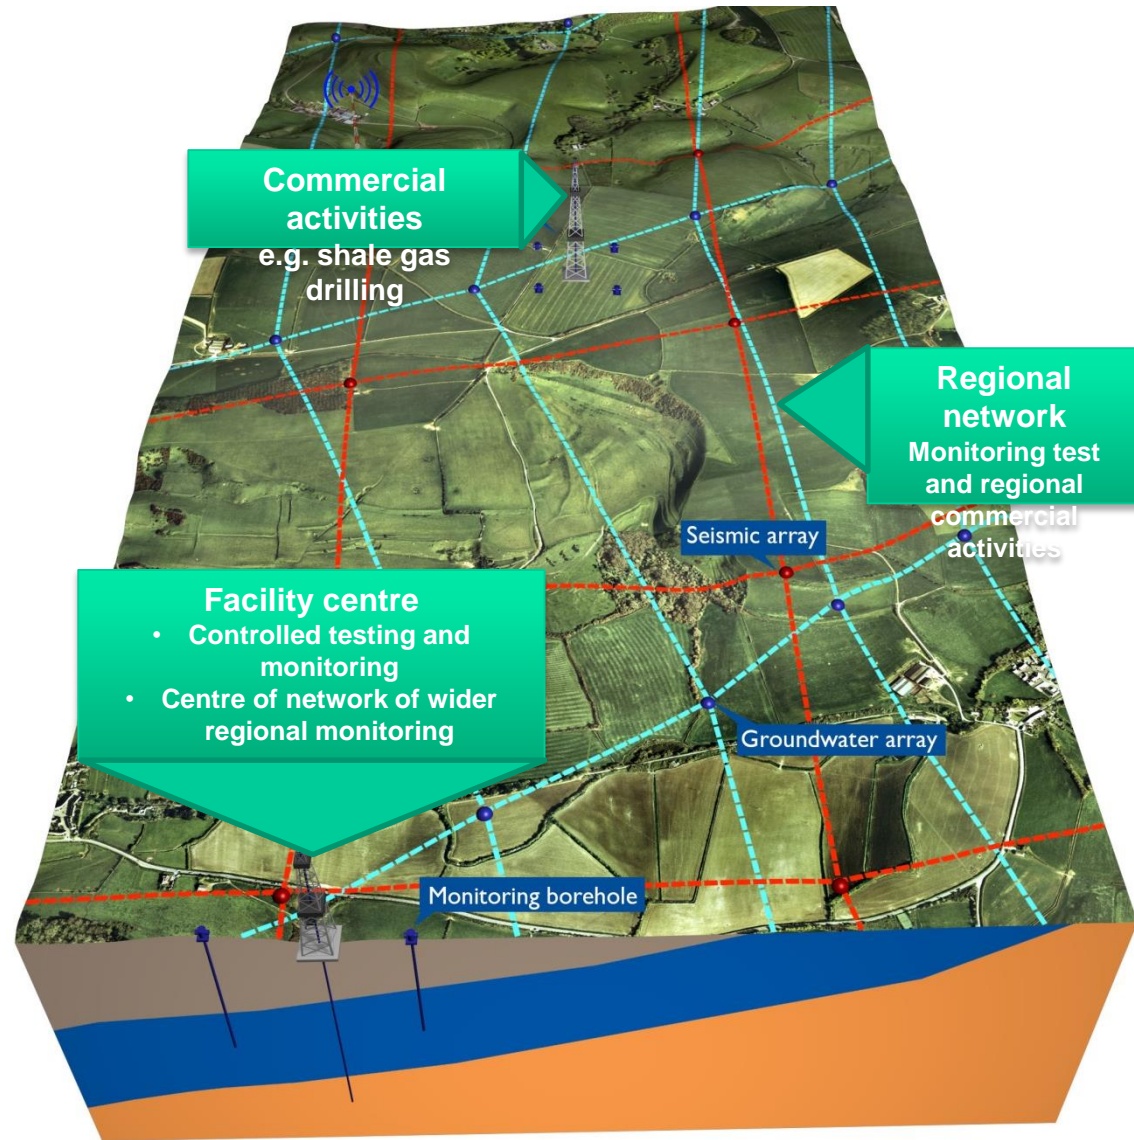 Commercial
activities
e.g. shale gas
drilling
Regional
network
Monitoring test
and regional
commercial
activities
Seismic array
Facility centre
• Controlled testing and
monitoring
• Centre of network of wider
regional monitoring
Groundwater array
Monitoring borehole